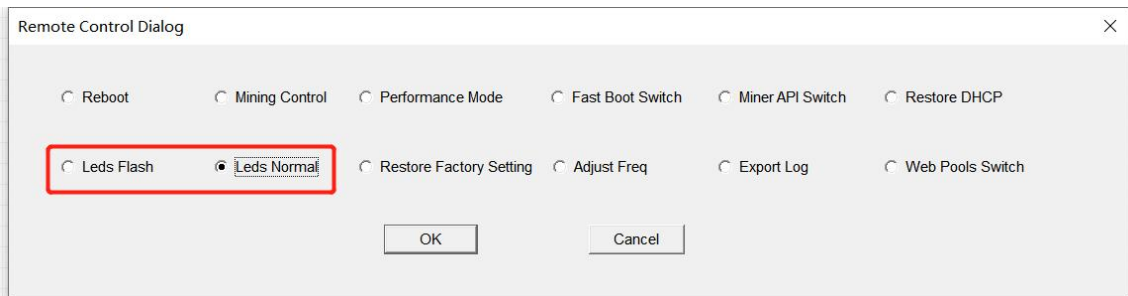 Remote Control Dialog
Reboot Mining Control Performance Mode Fast Boot Switch Miner API Switch Restore DHCP
Leds Flash Leds Normal Restore Factory Setting Adjust Freq Export Log Web Pools Switch
OK Cancel